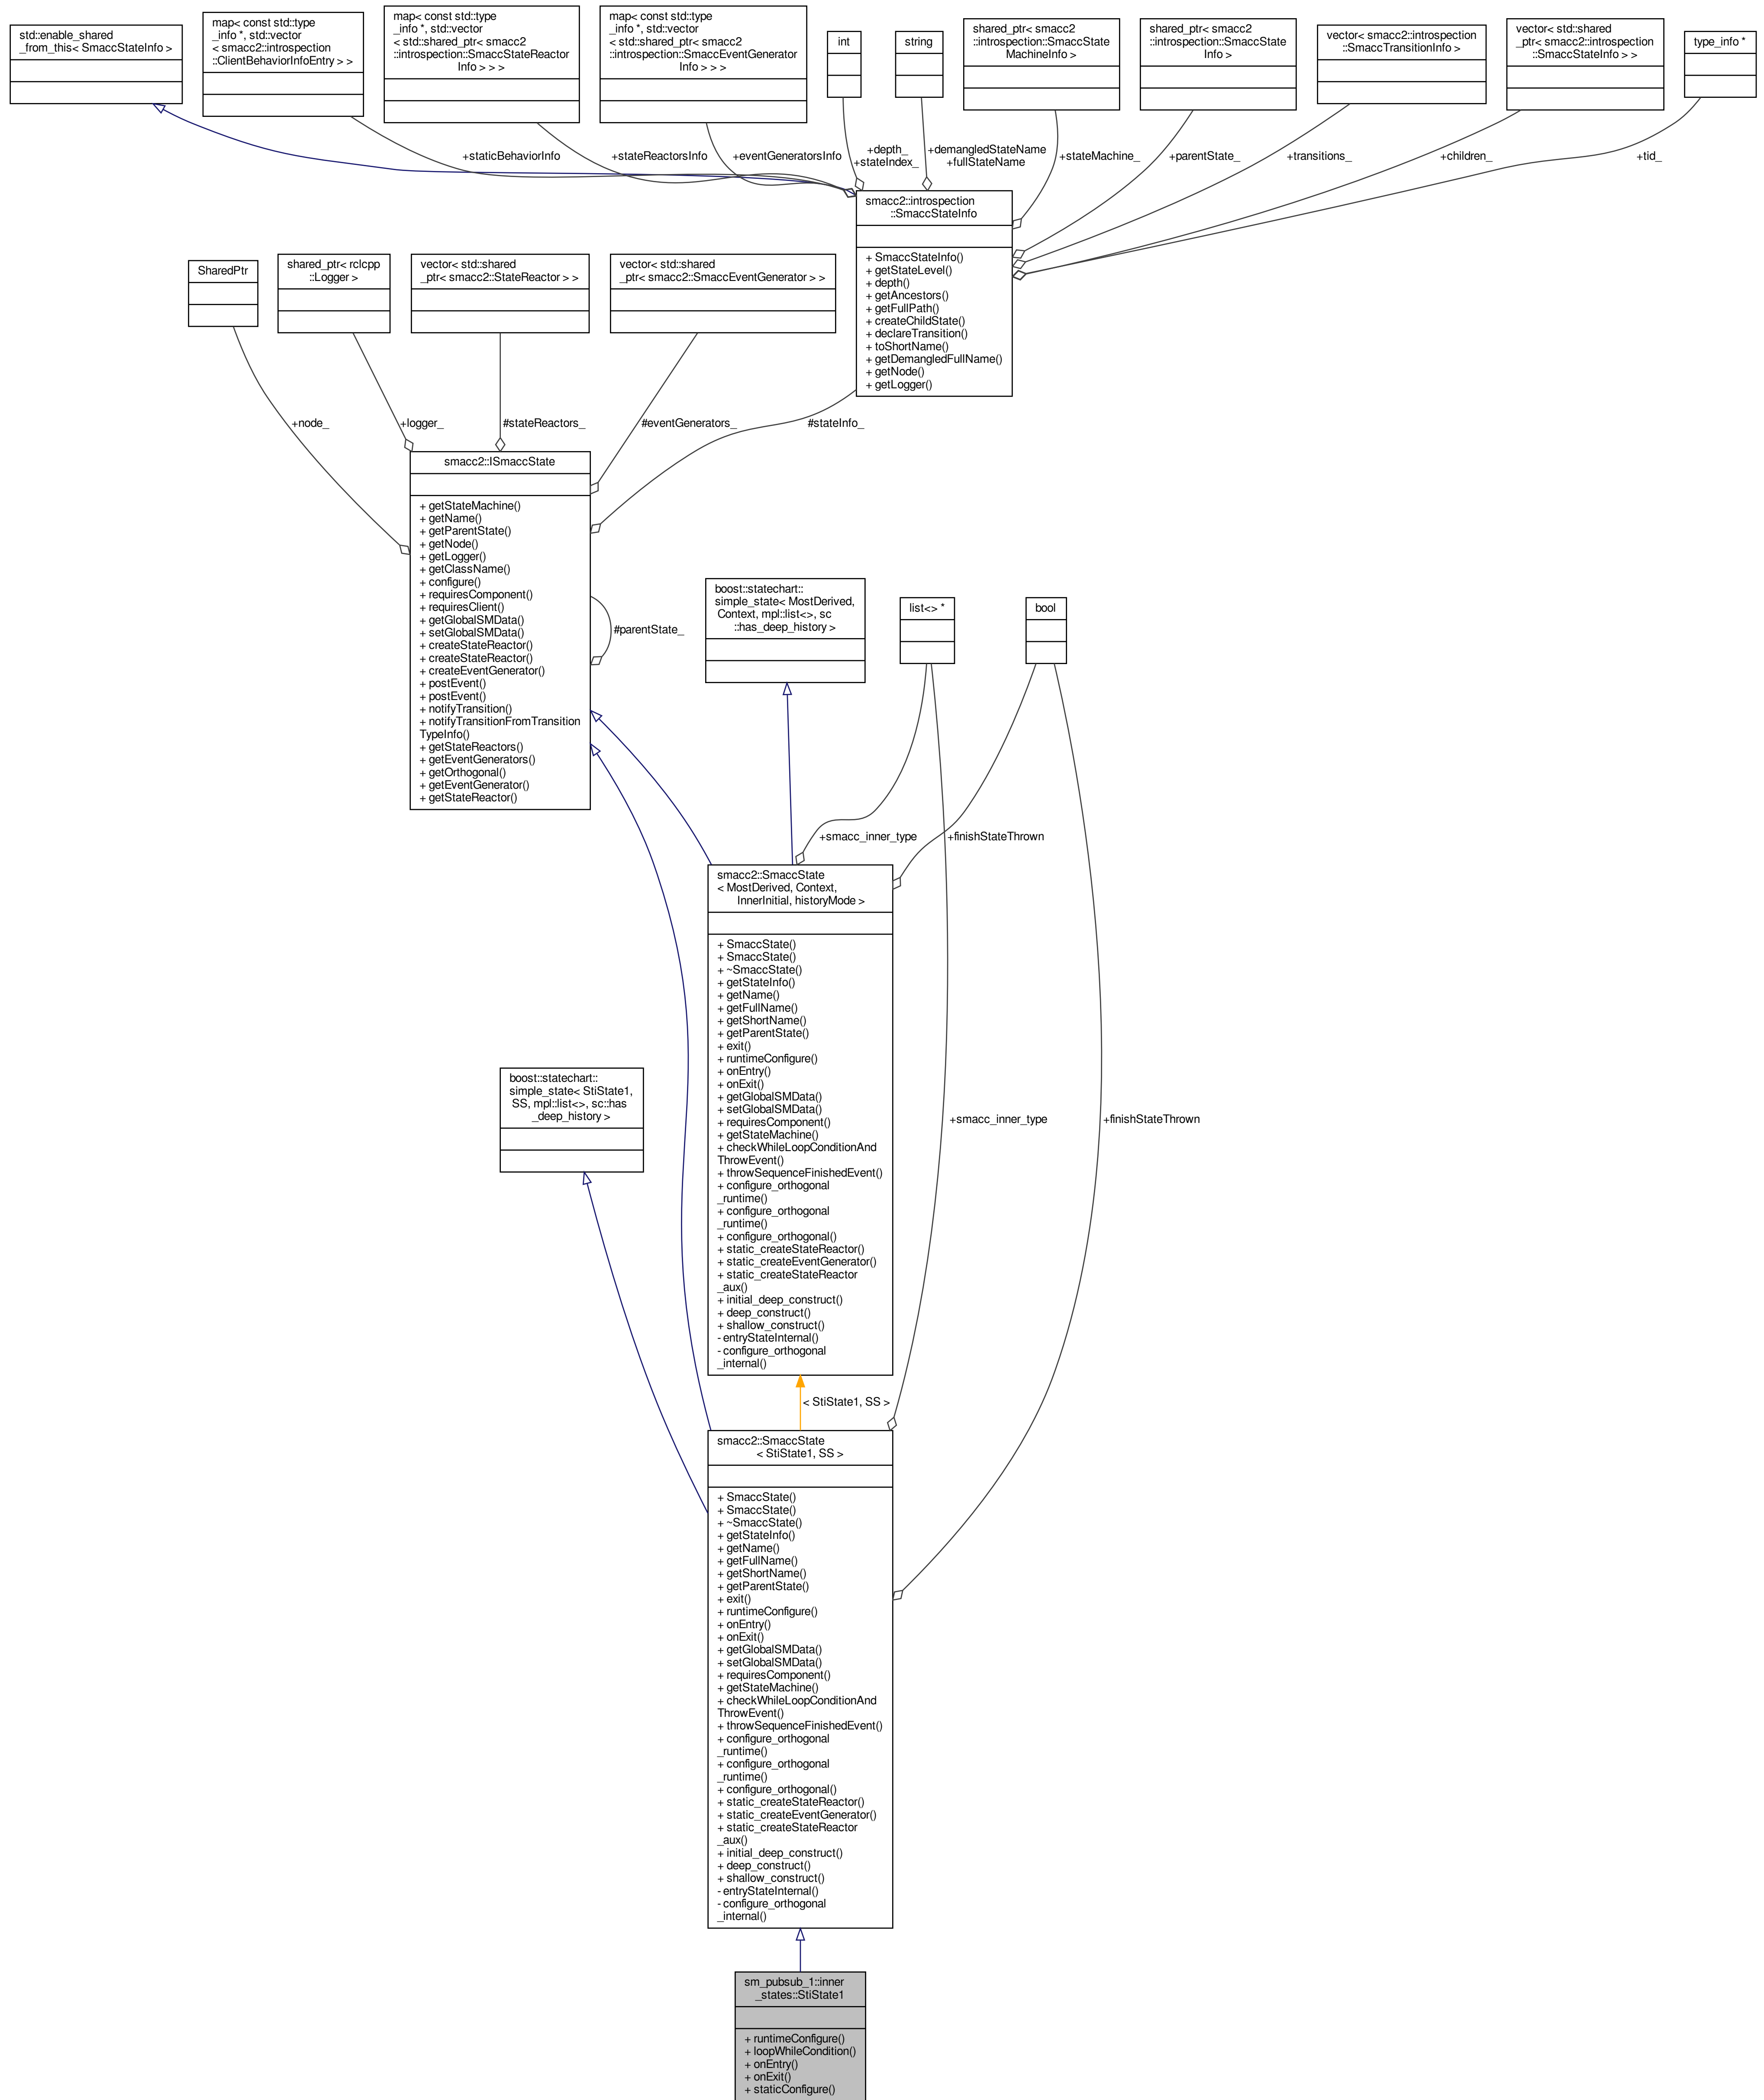 std::enable_shared
_from_this< SmaccStateInfo >
map< const std::type
_info *, std::vector
< smacc2::introspection
::ClientBehaviorInfoEntry > >
map< const std::type
_info *, std::vector
< std::shared_ptr< smacc2
::introspection::SmaccStateReactor
Info > > >
map< const std::type
_info *, std::vector
< std::shared_ptr< smacc2
::introspection::SmaccEventGenerator
Info > > >
int
string
shared_ptr< smacc2
::introspection::SmaccState
MachineInfo >
shared_ptr< smacc2
::introspection::SmaccState
Info >
vector< smacc2::introspection
::SmaccTransitionInfo >
vector< std::shared
_ptr< smacc2::introspection
::SmaccStateInfo > >
type_info *
+staticBehaviorInfo
+stateReactorsInfo
+eventGeneratorsInfo
+depth_
+stateIndex_
+demangledStateName
+fullStateName
+stateMachine_
+parentState_
+transitions_
+children_
+tid_
smacc2::introspection
::SmaccStateInfo
+ SmaccStateInfo()
+ getStateLevel()
+ depth()
+ getAncestors()
+ getFullPath()
+ createChildState()
+ declareTransition()
+ toShortName()
+ getDemangledFullName()
+ getNode()
+ getLogger()
SharedPtr
shared_ptr< rclcpp
::Logger >
vector< std::shared
_ptr< smacc2::StateReactor > >
vector< std::shared
_ptr< smacc2::SmaccEventGenerator > >
+node_
+logger_
#stateReactors_
#eventGenerators_
#stateInfo_
smacc2::ISmaccState
+ getStateMachine()
+ getName()
+ getParentState()
+ getNode()
+ getLogger()
+ getClassName()
+ configure()
+ requiresComponent()
+ requiresClient()
+ getGlobalSMData()
+ setGlobalSMData()
+ createStateReactor()
+ createStateReactor()
+ createEventGenerator()
+ postEvent()
+ postEvent()
+ notifyTransition()
+ notifyTransitionFromTransition
TypeInfo()
+ getStateReactors()
+ getEventGenerators()
+ getOrthogonal()
+ getEventGenerator()
+ getStateReactor()
#parentState_
boost::statechart::
simple_state< MostDerived,
Context, mpl::list<>, sc
::has_deep_history >
list<> *
bool
+smacc_inner_type
+finishStateThrown
smacc2::SmaccState
< MostDerived, Context,
InnerInitial, historyMode >
+ SmaccState()
+ SmaccState()
+ ~SmaccState()
+ getStateInfo()
+ getName()
+ getFullName()
+ getShortName()
+ getParentState()
+ exit()
+ runtimeConfigure()
+ onEntry()
+ onExit()
+ getGlobalSMData()
+ setGlobalSMData()
+ requiresComponent()
+ getStateMachine()
+ checkWhileLoopConditionAnd
ThrowEvent()
+ throwSequenceFinishedEvent()
+ configure_orthogonal
_runtime()
+ configure_orthogonal
_runtime()
+ configure_orthogonal()
+ static_createStateReactor()
+ static_createEventGenerator()
+ static_createStateReactor
_aux()
+ initial_deep_construct()
+ deep_construct()
+ shallow_construct()
- entryStateInternal()
- configure_orthogonal
_internal()
boost::statechart::
simple_state< StiState1,
SS, mpl::list<>, sc::has
_deep_history >
+smacc_inner_type
+finishStateThrown
< StiState1, SS >
smacc2::SmaccState
< StiState1, SS >
+ SmaccState()
+ SmaccState()
+ ~SmaccState()
+ getStateInfo()
+ getName()
+ getFullName()
+ getShortName()
+ getParentState()
+ exit()
+ runtimeConfigure()
+ onEntry()
+ onExit()
+ getGlobalSMData()
+ setGlobalSMData()
+ requiresComponent()
+ getStateMachine()
+ checkWhileLoopConditionAnd
ThrowEvent()
+ throwSequenceFinishedEvent()
+ configure_orthogonal
_runtime()
+ configure_orthogonal
_runtime()
+ configure_orthogonal()
+ static_createStateReactor()
+ static_createEventGenerator()
+ static_createStateReactor
_aux()
+ initial_deep_construct()
+ deep_construct()
+ shallow_construct()
- entryStateInternal()
- configure_orthogonal
_internal()
sm_pubsub_1::inner
_states::StiState1
+ runtimeConfigure()
+ loopWhileCondition()
+ onEntry()
+ onExit()
+ staticConfigure()